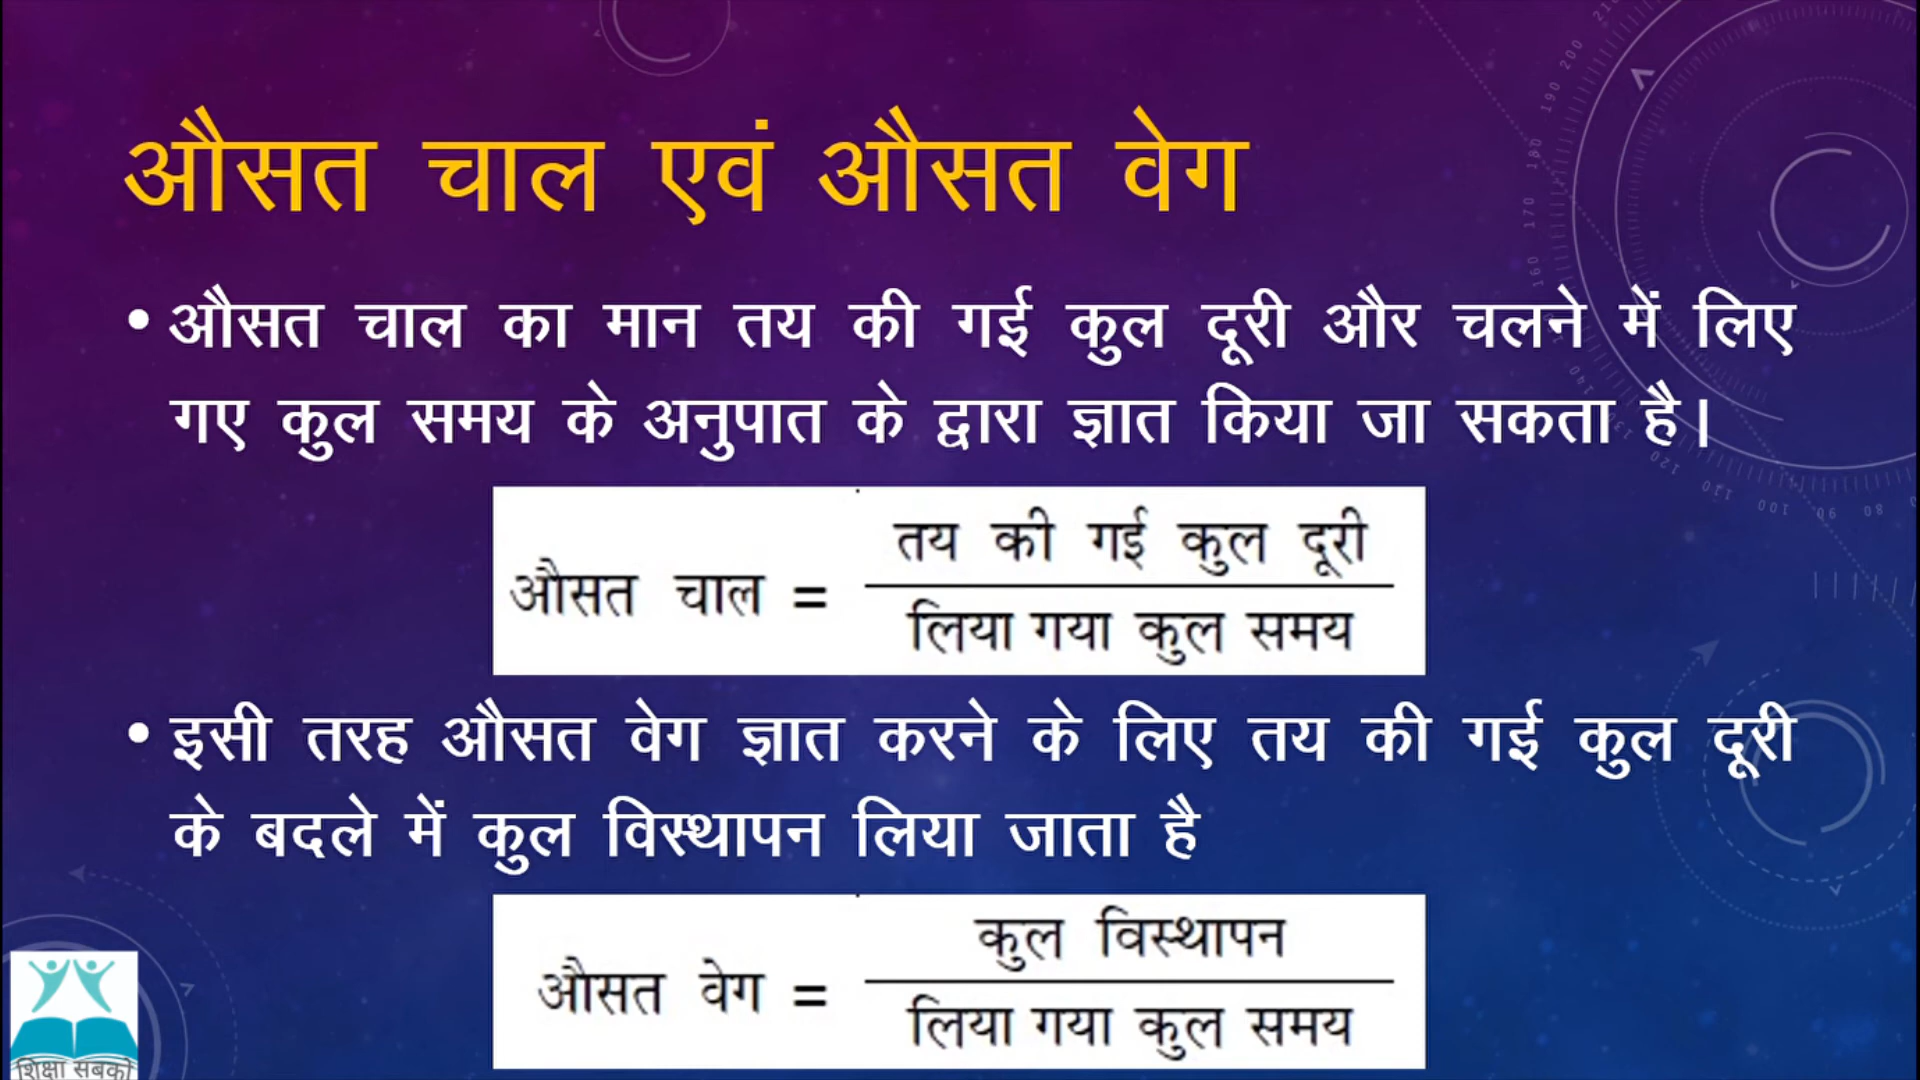 औसत चाल एवं औसत वेग
• औसत चाल का मान तय की गई कुल दूरी और चलने में लिए
गए कुल समय के अनुपात के द्वारा ज्ञात किया जा सकता है।
औसत चाल = तय की गई कुल दूरी
लिया गया कुल समय
• इसी तरह औसत वेग ज्ञात करने के लिए तय की गई कुल दूरी
के बदले में कुल विस्थापन लिया जाता है
औसत वेग = कुल विस्थापन
लिया गया कुल समय
शिक्षा सबको